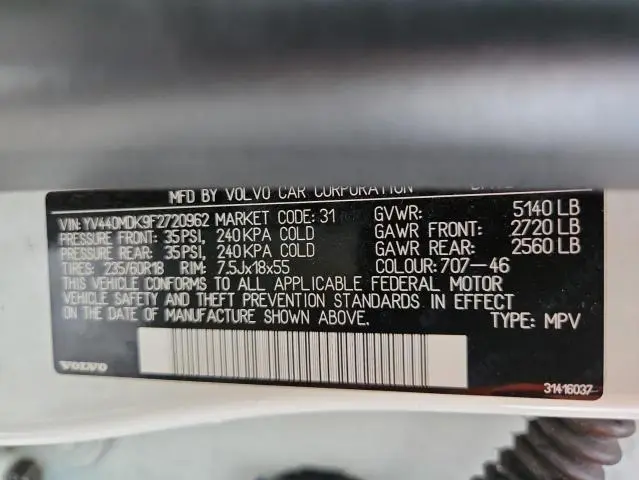 MFD BY VOLVO CAR CORPORATION
VIN: YV440MDK9F2720962 MARKET CODE: 31 GVWR: 5140 LB
PRESSURE FRONT: 35PSI, 240KPA COLD GAWR FRONT: 2720 LB
PRESSURE REAR: 35PSI, 240KPA COLD GAWR REAR: 2560 LB
TIRES: 235/60R18 RIM: 7.5Jx18x55 COLOUR: 707-46
THIS VEHICLE CONFORMS TO ALL APPLICABLE FEDERAL MOTOR
VEHICLE SAFETY AND THEFT PREVENTION STANDARDS IN EFFECT
ON THE DATE OF MANUFACTURE SHOWN ABOVE. TYPE: MPV
VOLVO
31416037